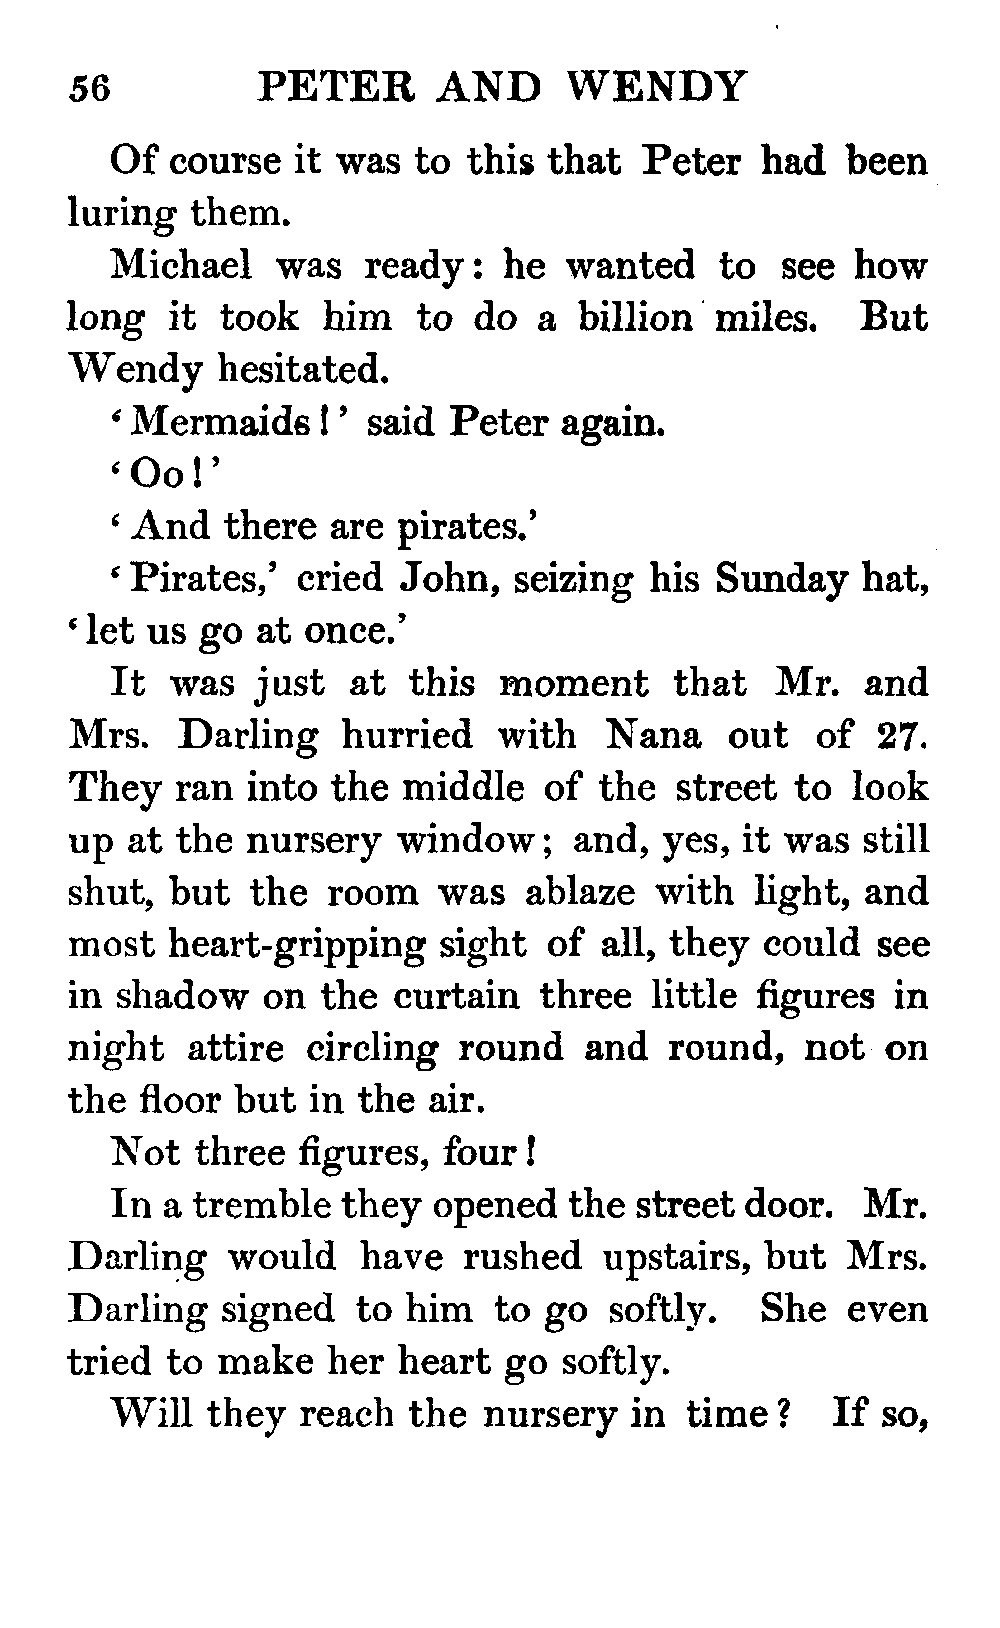 56 PETER AND WENDY
Of course it was to this that Peter had been
luring them.
Michael was ready: he wanted to see how
long it took him to do a billion miles. But
Wendy hesitated.
‘Mermaids!’ said Peter again.
‘Oo!’
‘And there are pirates.’
‘Pirates,’ cried John, seizing his Sunday hat,
‘let us go at once.’
It was just at this moment that Mr. and
Mrs. Darling hurried with Nana out of 27.
They ran into the middle of the street to look
up at the nursery window; and, yes, it was still
shut, but the room was ablaze with light, and
most heart-gripping sight of all, they could see
in shadow on the curtain three little figures in
night attire circling round and round, not on
the floor but in the air.
Not three figures, four!
In a tremble they opened the street door. Mr.
Darling would have rushed upstairs, but Mrs.
Darling signed to him to go softly. She even
tried to make her heart go softly.
Will they reach the nursery in time? If so,